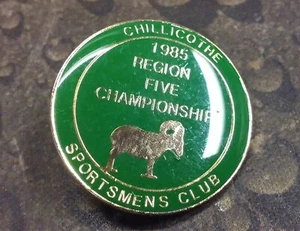 CHILLICOTHE
1985
REGION
FIVE
CHAMPIONSHIP
SPORTSMENS CLUB